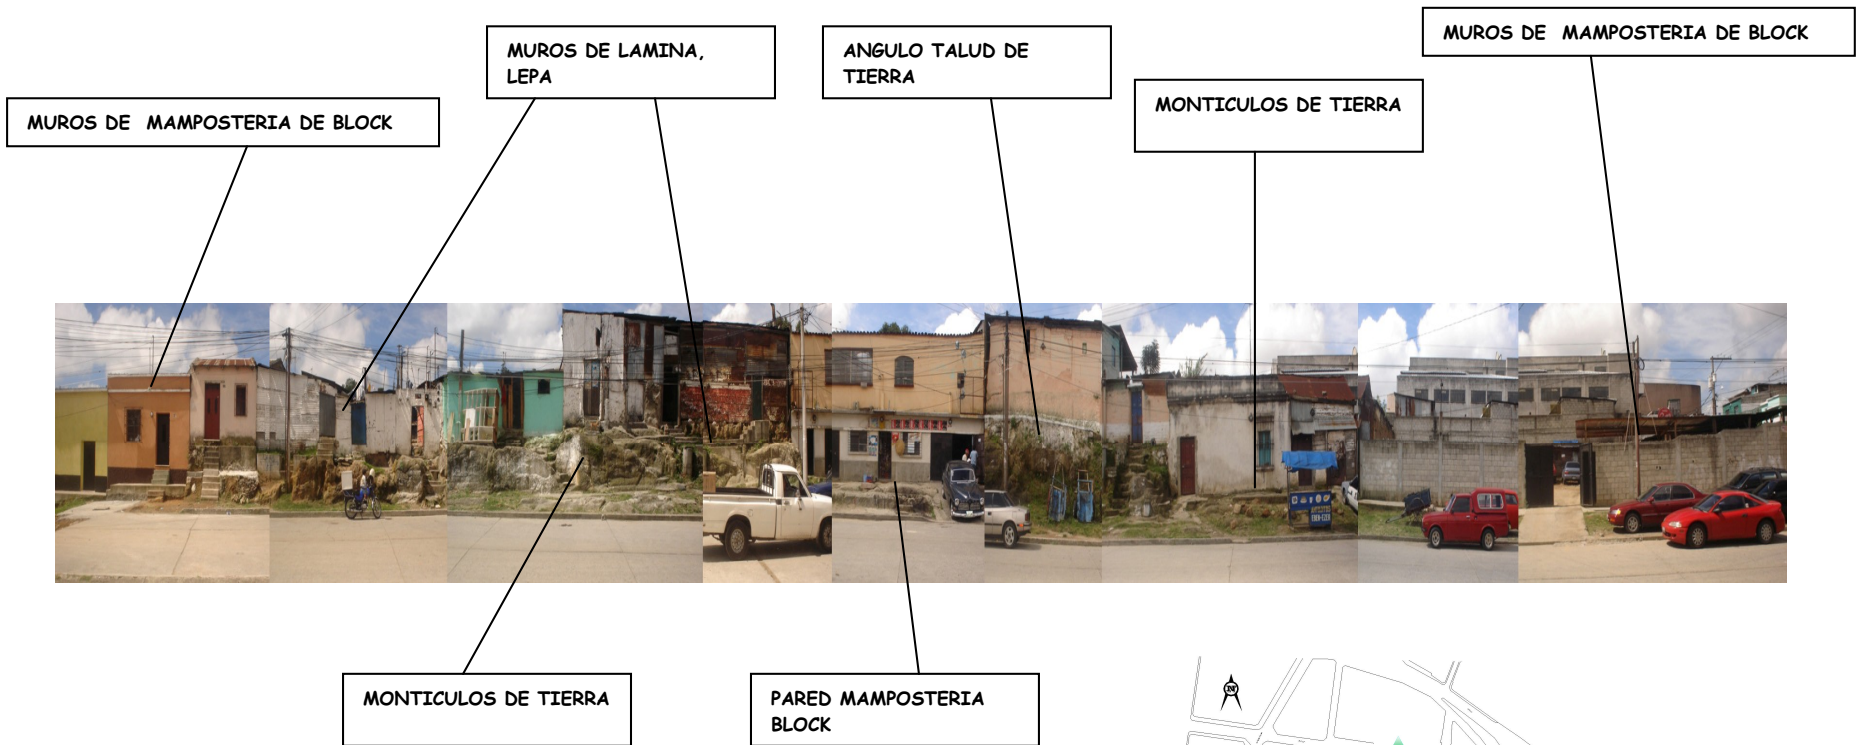 MUROS DE MAMPOSTERIA DE BLOCK
MUROS DE LAMINA,
LEPA
ANGULO TALUD DE
TIERRA
MONTICULOS DE TIERRA
MUROS DE MAMPOSTERIA DE BLOCK
MONTICULOS DE TIERRA
PARED MAMPOSTERIA
BLOCK
N